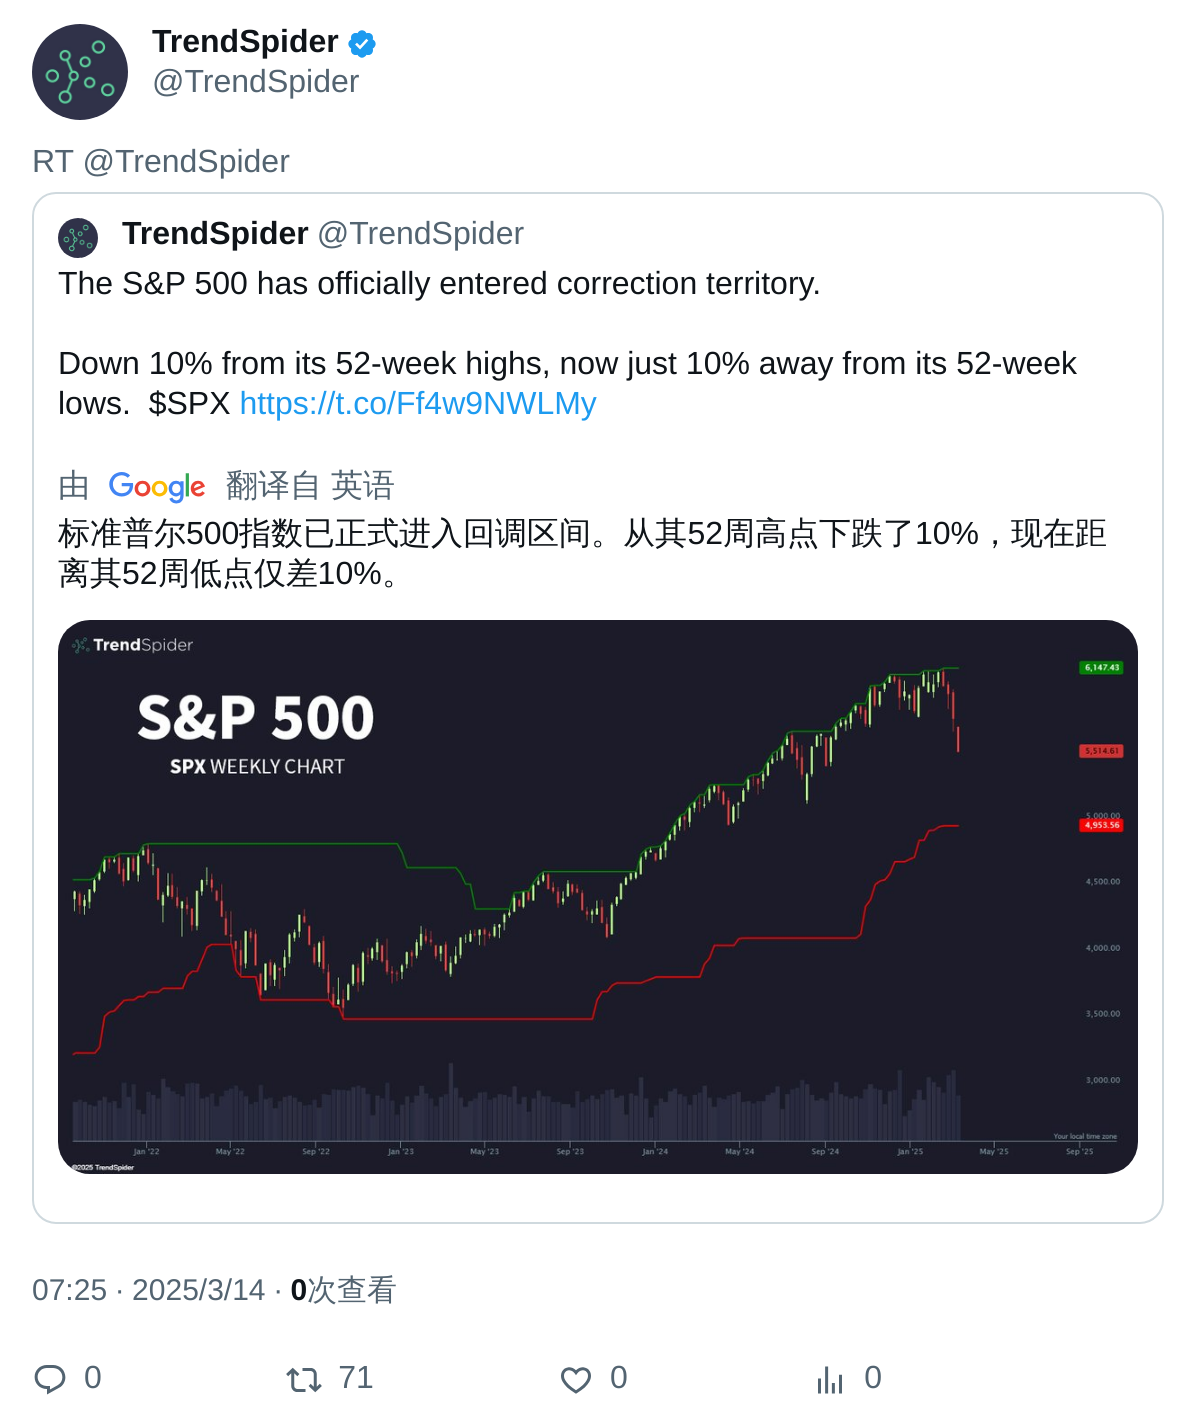 TrendSpider
@TrendSpider
RT @TrendSpider
TrendSpider @TrendSpider
The S&P 500 has officially entered correction territory.
Down 10% from its 52-week highs, now just 10% away from its 52-week
lows.  $SPX https://t.co/Ff4w9NWLMy
由 Google 翻译自 英语
标准普尔500指数已正式进入回调区间。从其52周高点下跌了10%，现在距
离其52周低点仅差10%。
TrendSpider
S&P 500
SPX WEEKLY CHART
6,147.43
5,514.61
5,000.00
4,953.56
4,500.00
4,000.00
3,500.00
3,000.00
Your local time zone
Jan '22 May '22 Sep '22 Jan '23 May '23 Sep '23 Jan '24 May '24 Sep '24 Jan '25 May '25 Sep '25
©2025 TrendSpider
07:25 · 2025/3/14 · 0次查看
0 71 0 0